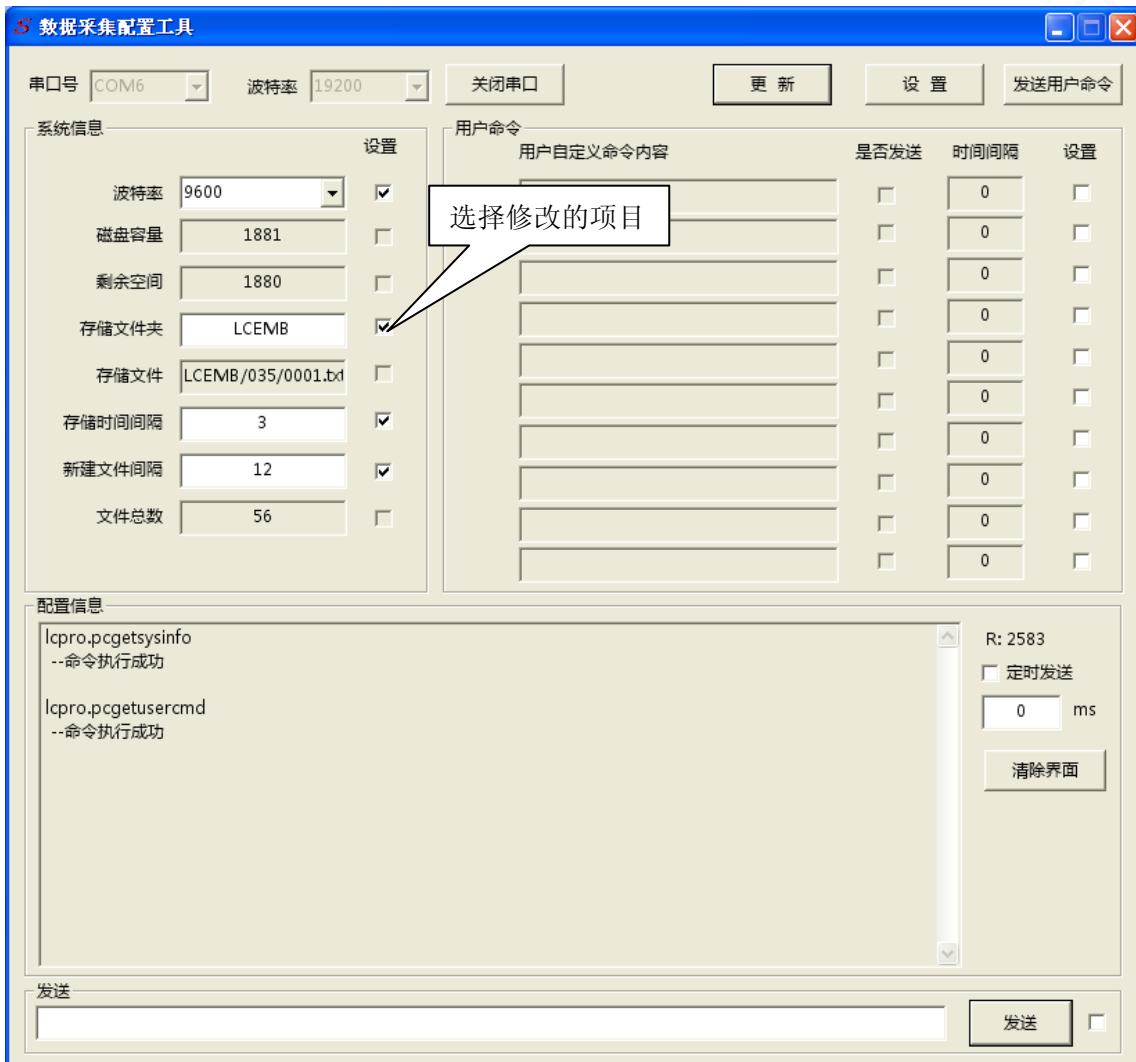 S 数据采集配置工具
串口号 COM6 波特率 19200 关闭串口 更 新 设 置 发送用户命令
系统信息
设置
波特率 9600
磁盘容量 1881
剩余空间 1880
存储文件夹 LCEMB
存储文件 LCEMB/035/0001.txt
存储时间间隔 3
新建文件间隔 12
文件总数 56
选择修改的项目
用户命令
用户自定义命令内容 是否发送 时间间隔 设置
0
0
0
0
0
0
0
0
0
0
配置信息
lcpro.pcgetsysinfo
--命令执行成功
lcpro.pcgetusercmd
--命令执行成功
R: 2583
定时发送
0 ms
清除界面
发送
发送